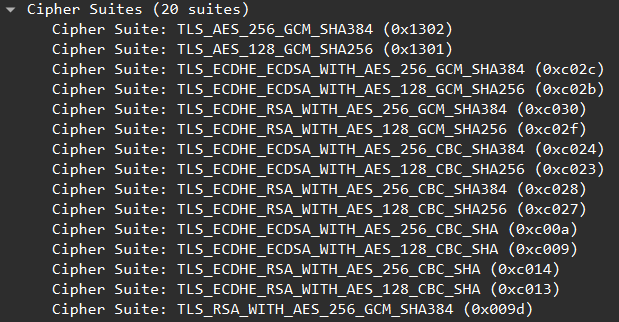 Cipher Suites (20 suites)
Cipher Suite: TLS_AES_256_GCM_SHA384 (0x1302)
Cipher Suite: TLS_AES_128_GCM_SHA256 (0x1301)
Cipher Suite: TLS_ECDHE_ECDSA_WITH_AES_256_GCM_SHA384 (0xc02c)
Cipher Suite: TLS_ECDHE_ECDSA_WITH_AES_128_GCM_SHA256 (0xc02b)
Cipher Suite: TLS_ECDHE_RSA_WITH_AES_256_GCM_SHA384 (0xc030)
Cipher Suite: TLS_ECDHE_RSA_WITH_AES_128_GCM_SHA256 (0xc02f)
Cipher Suite: TLS_ECDHE_ECDSA_WITH_AES_256_CBC_SHA384 (0xc024)
Cipher Suite: TLS_ECDHE_ECDSA_WITH_AES_128_CBC_SHA256 (0xc023)
Cipher Suite: TLS_ECDHE_RSA_WITH_AES_256_CBC_SHA384 (0xc028)
Cipher Suite: TLS_ECDHE_RSA_WITH_AES_128_CBC_SHA256 (0xc027)
Cipher Suite: TLS_ECDHE_ECDSA_WITH_AES_256_CBC_SHA (0xc00a)
Cipher Suite: TLS_ECDHE_ECDSA_WITH_AES_128_CBC_SHA (0xc009)
Cipher Suite: TLS_ECDHE_RSA_WITH_AES_256_CBC_SHA (0xc014)
Cipher Suite: TLS_ECDHE_RSA_WITH_AES_128_CBC_SHA (0xc013)
Cipher Suite: TLS_RSA_WITH_AES_256_GCM_SHA384 (0x009d)